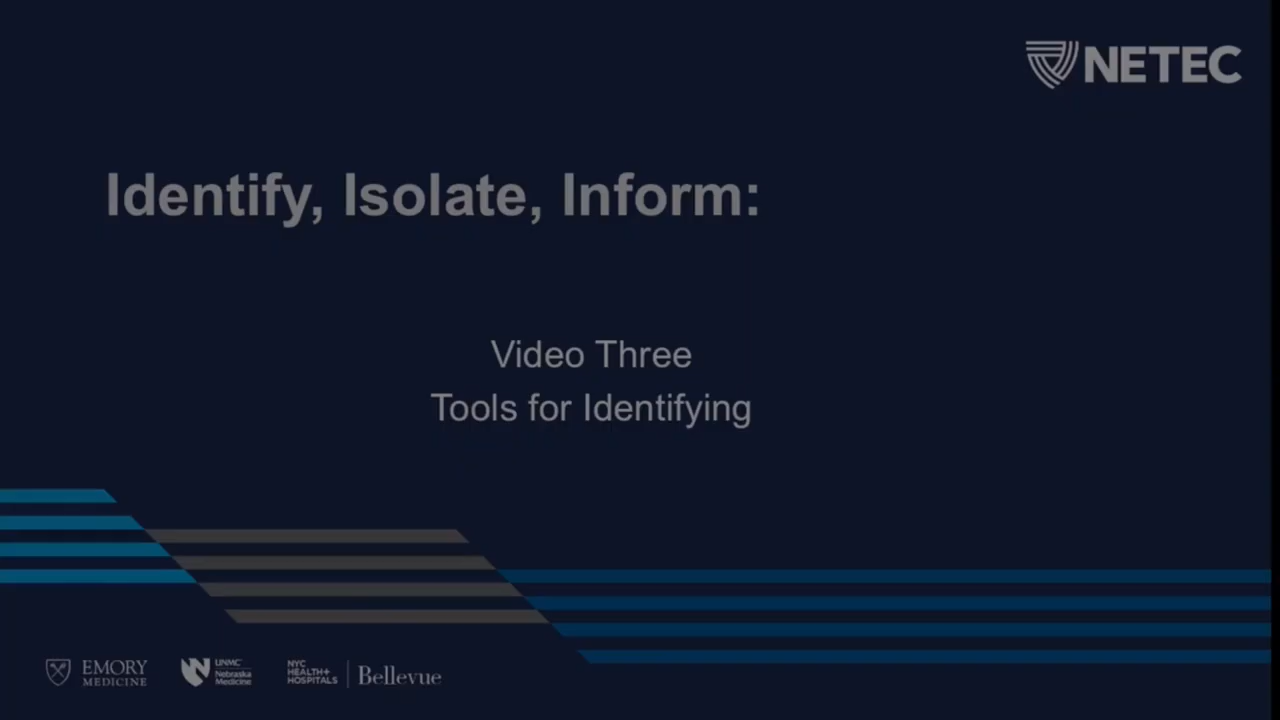 NETEC
Identify, Isolate, Inform:
Video Three
Tools for Identifying
EMORY
MEDICINE
UNMC
Nebraska
Medicine
NYC
HEALTH+
HOSPITALS
Bellevue